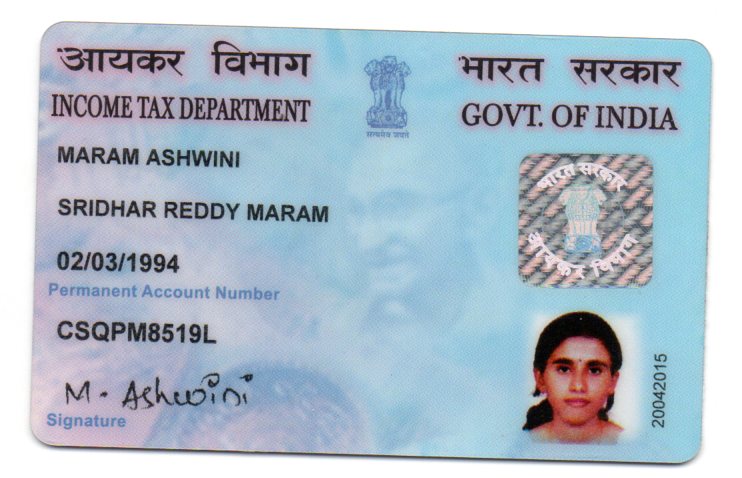 आयकर विभाग
भारत सरकार
INCOME TAX DEPARTMENT
GOVT. OF INDIA
सत्यमेव जयते
MARAM ASHWINI
SRIDHAR REDDY MARAM
02/03/1994
Permanent Account Number
CSQPM8519L
M. Ashwini
Signature
भारत सरकार
आयकर विभाग
20042015